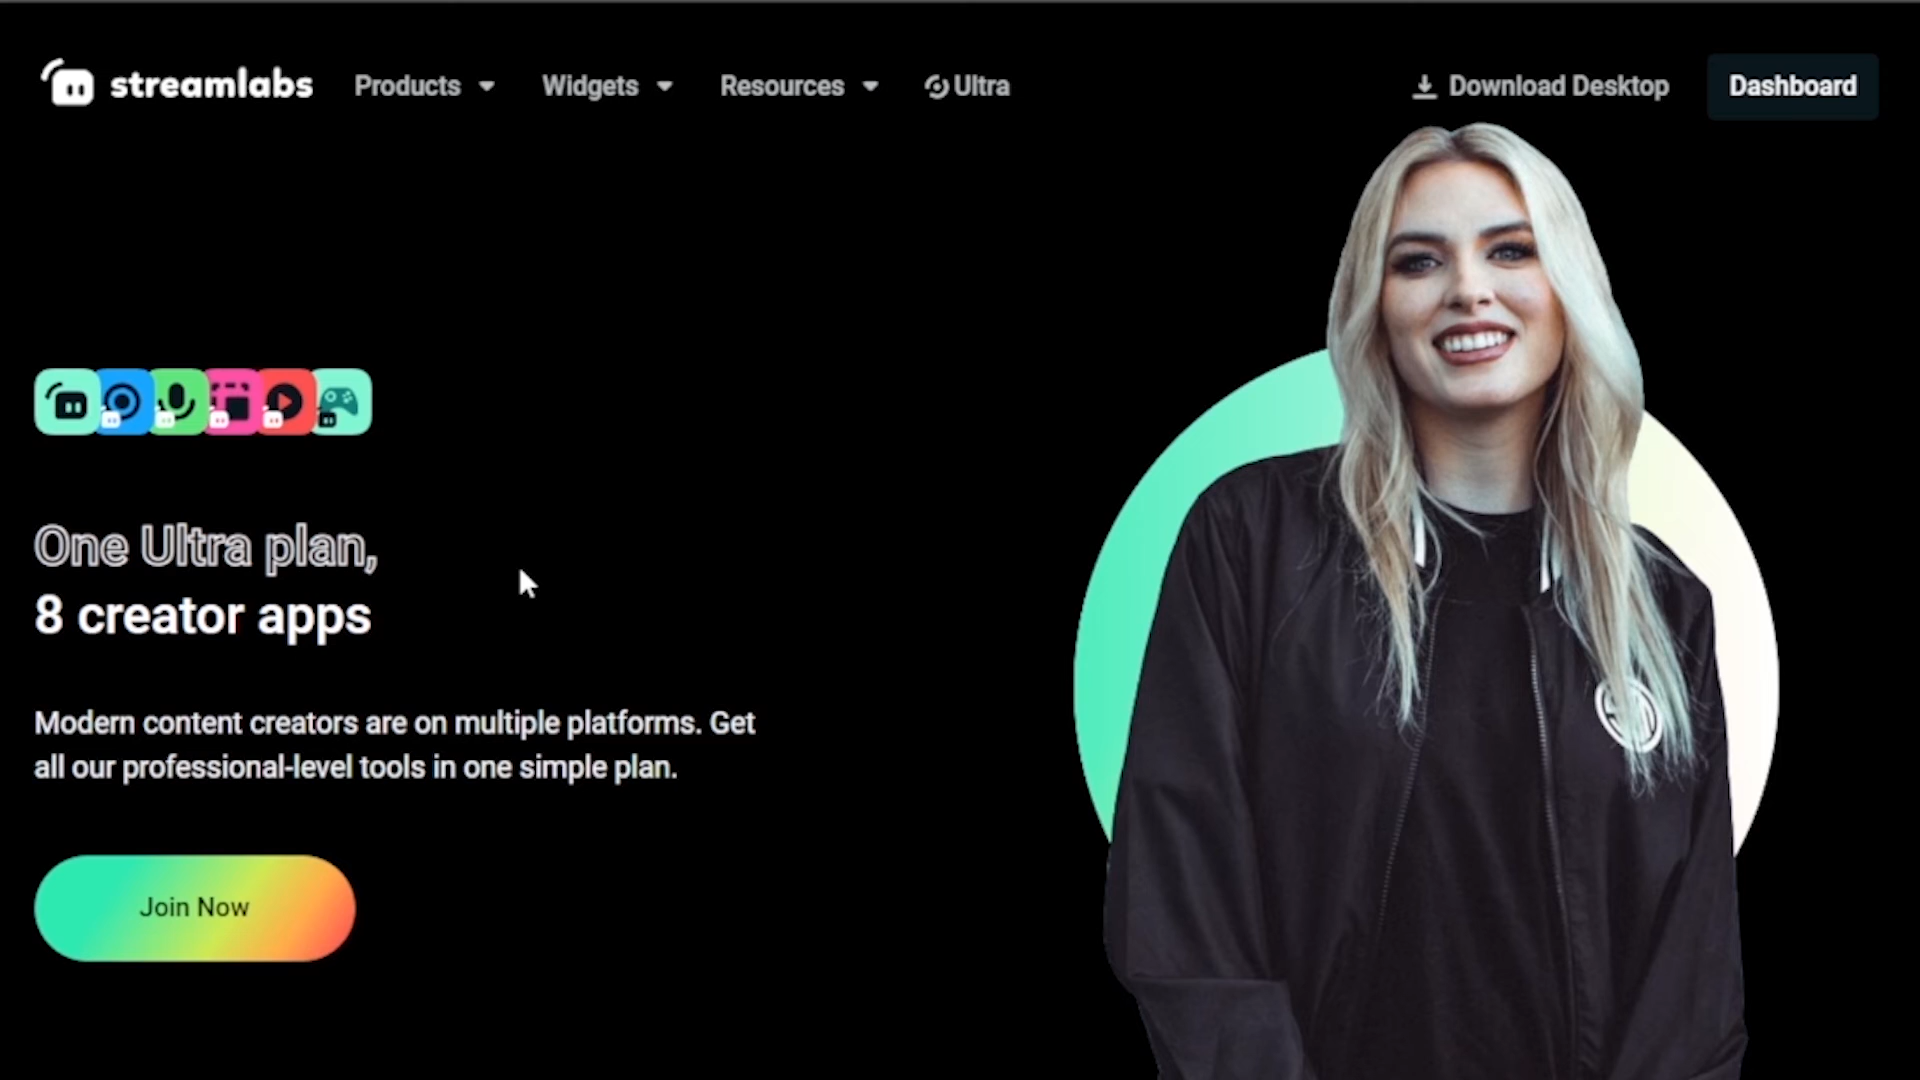 streamlabs Products Widgets Resources Ultra Download Desktop Dashboard
One Ultra plan,
8 creator apps
Modern content creators are on multiple platforms. Get
all our professional-level tools in one simple plan.
Join Now